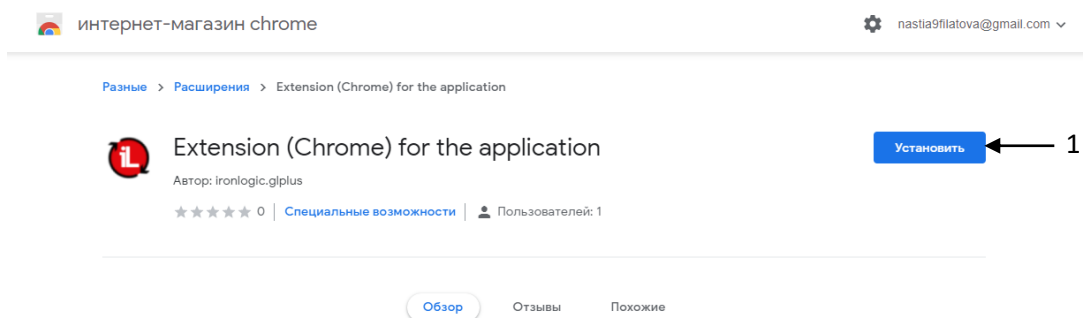 интернет-магазин chrome
nastia9filatova@gmail.com
Разные > Расширения > Extension (Chrome) for the application
iL
Extension (Chrome) for the application
Установить
1
Автор: ironlogic.glplus
0 | Специальные возможности | Пользователей: 1
Обзор Отзывы Похожие